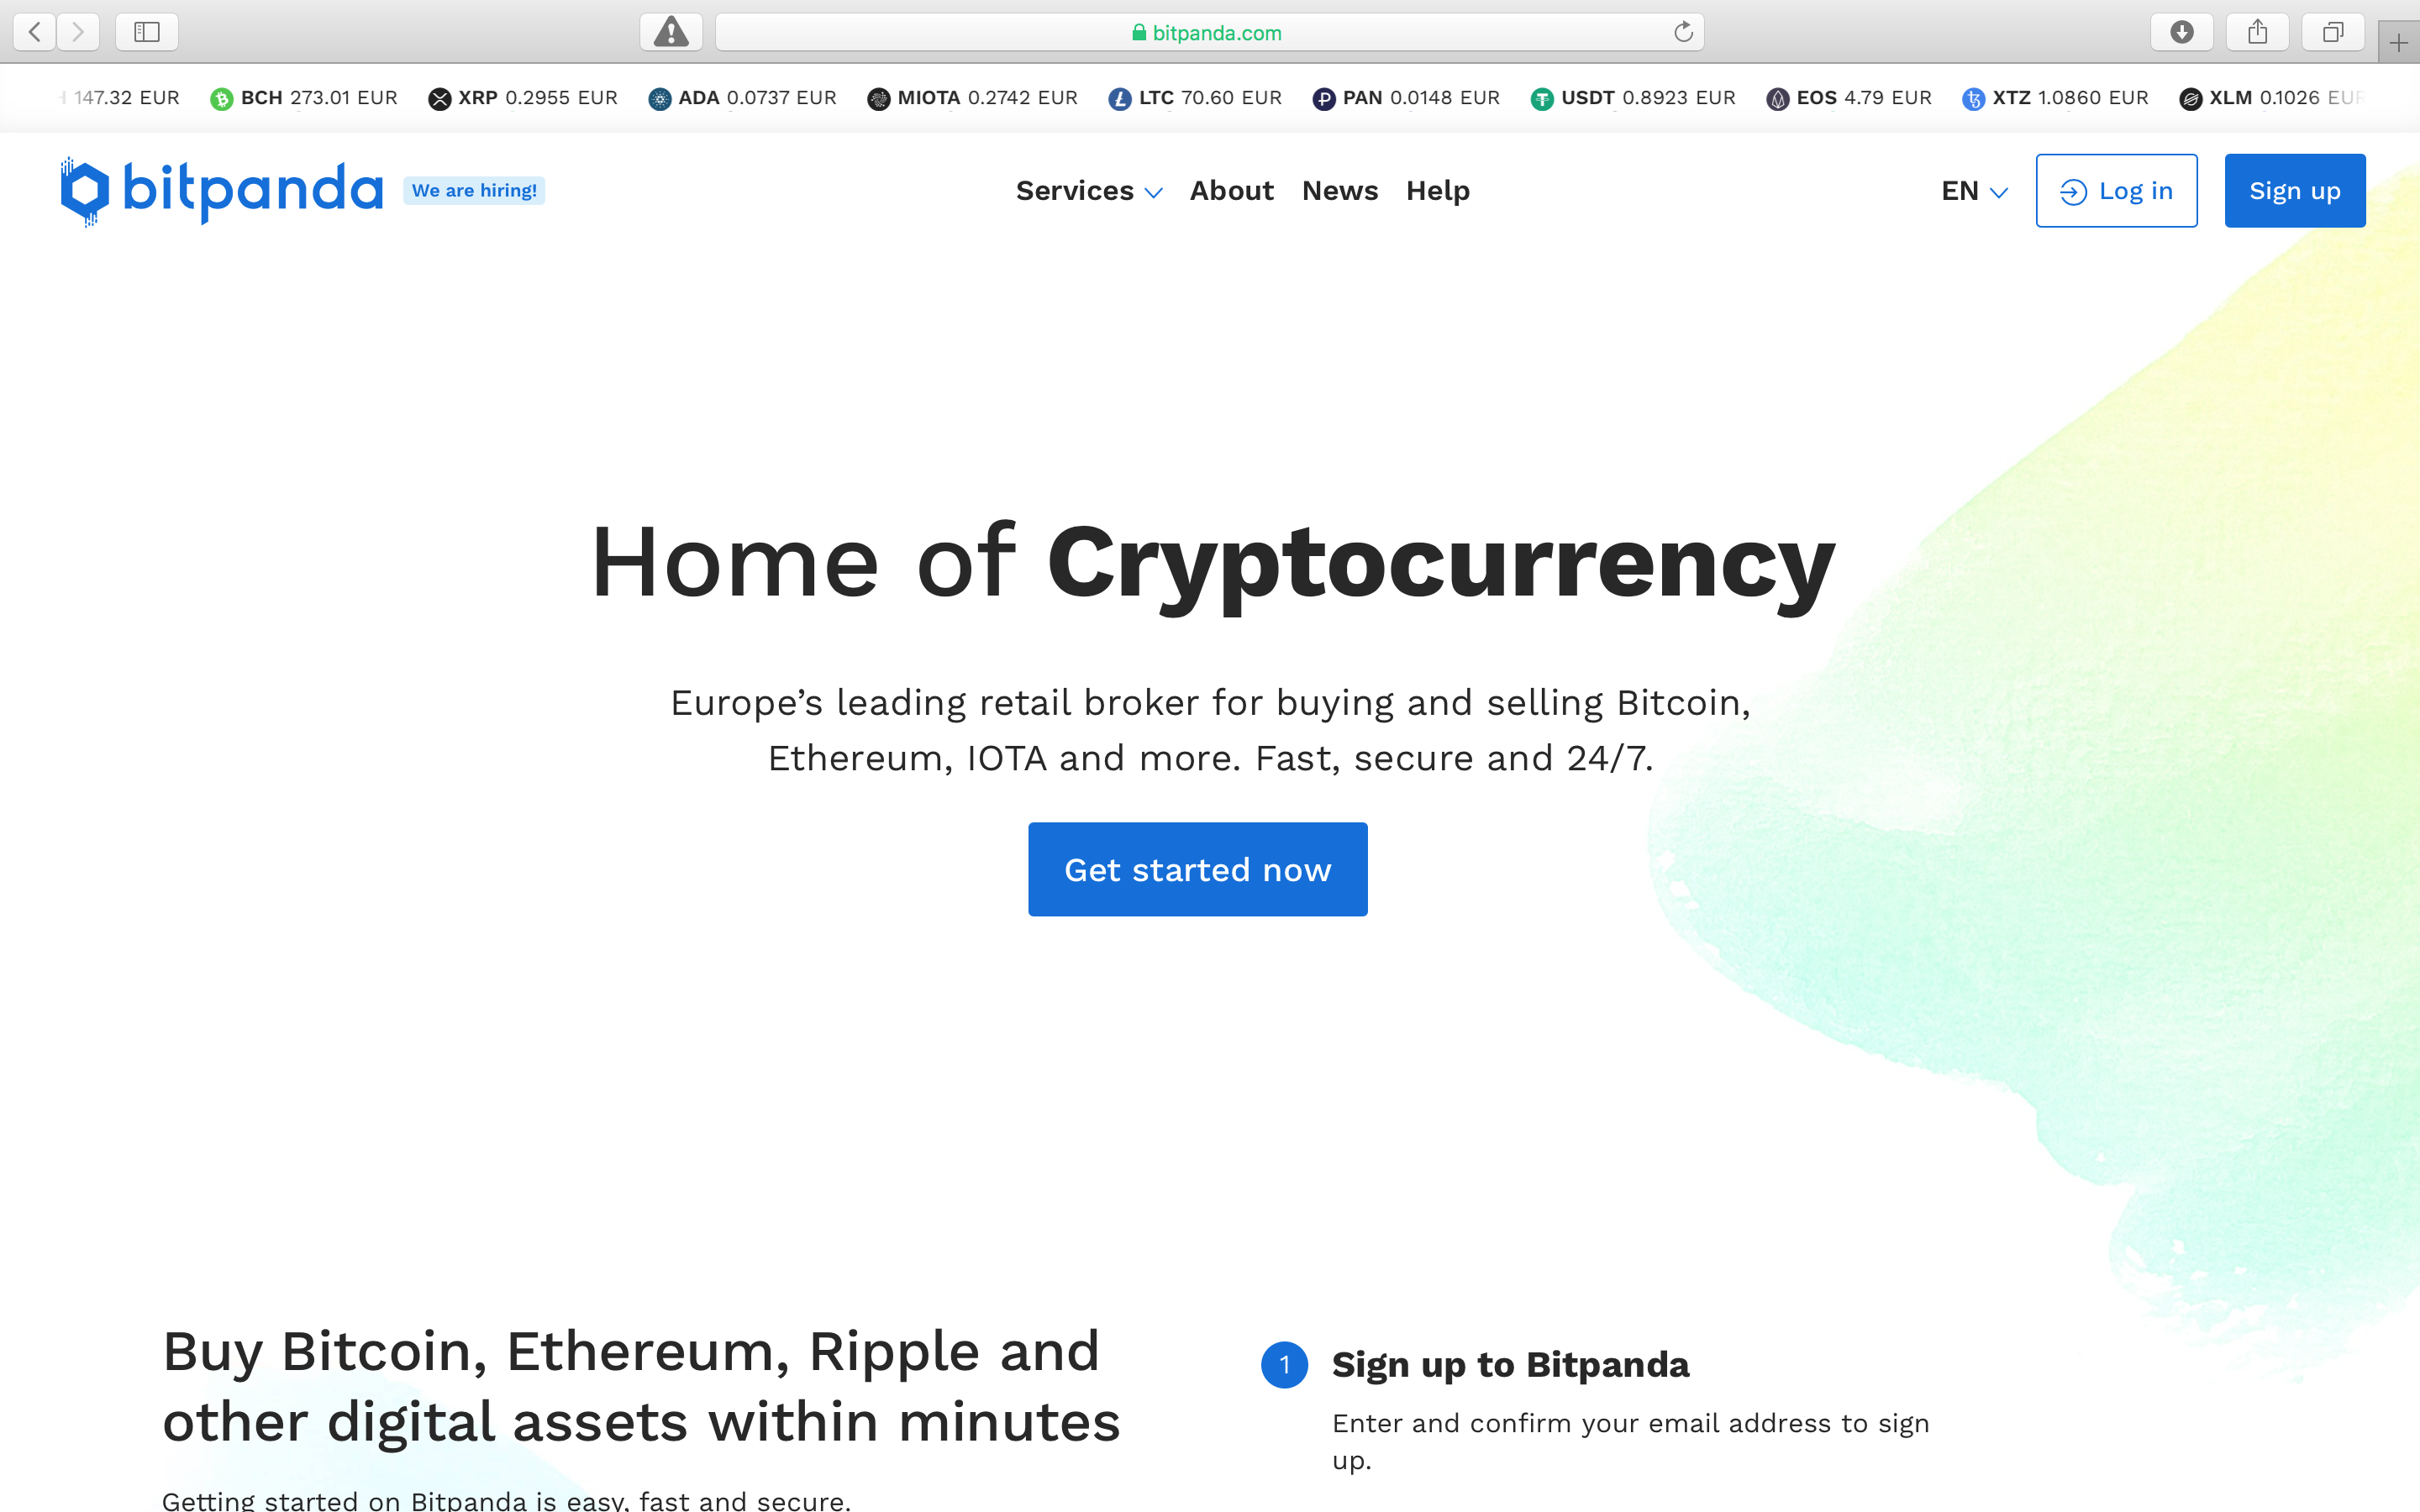 bitpanda.com
147.32 EUR BCH 273.01 EUR XRP 0.2955 EUR ADA 0.0737 EUR MIOTA 0.2742 EUR LTC 70.60 EUR PAN 0.0148 EUR USDT 0.8923 EUR EOS 4.79 EUR XTZ 1.0860 EUR XLM 0.1026 EUR
bitpanda We are hiring! Services About News Help EN Log in Sign up
Home of Cryptocurrency
Europe’s leading retail broker for buying and selling Bitcoin,
Ethereum, IOTA and more. Fast, secure and 24/7.
Get started now
Buy Bitcoin, Ethereum, Ripple and
other digital assets within minutes
Getting started on Bitpanda is easy, fast and secure.
1 Sign up to Bitpanda
Enter and confirm your email address to sign
up.